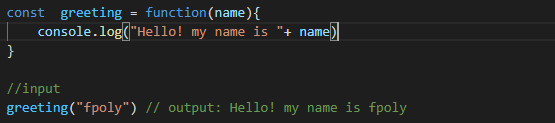 const  greeting = function(name){
    console.log("Hello! my name is "+ name)
}

//input
greeting("fpoly") // output: Hello! my name is fpoly